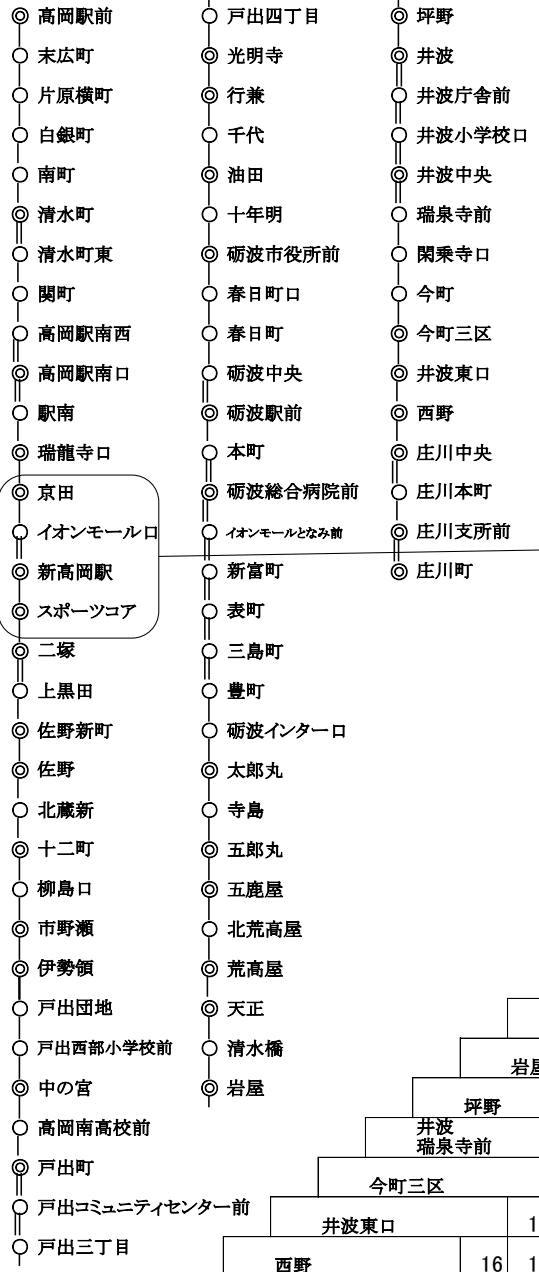 高岡駅前
末広町
片原横町
白銀町
南町
清水町
清水町東
関町
高岡駅南西
高岡駅南口
駅南
瑞龍寺口
京田
イオンモール口
新高岡駅
スポーツコア
二塚
上黒田
佐野新町
佐野
北蔵新
十二町
柳島口
市野瀬
伊勢領
戸出団地
戸出西部小学校前
中の宮
高岡南高校前
戸出町
戸出コミュニティセンター前
戸出三丁目
戸出四丁目
光明寺
行兼
千代
油田
十年明
砺波市役所前
春日町口
春日町
砺波中央
砺波駅前
本町
砺波総合病院前
イオンモールとなみ前
新富町
表町
三島町
豊町
砺波インター口
太郎丸
寺島
五郎丸
五鹿屋
北荒高屋
荒高屋
天正
清水橋
岩屋
坪野
井波
井波庁舎前
井波小学校口
井波中央
瑞泉寺前
閑乗寺口
今町
今町三区
井波東口
西野
庄川中央
庄川本町
庄川支所前
庄川町
岩屋
坪野
井波
瑞泉寺前
今町三区
井波東口 1
西野 16 1